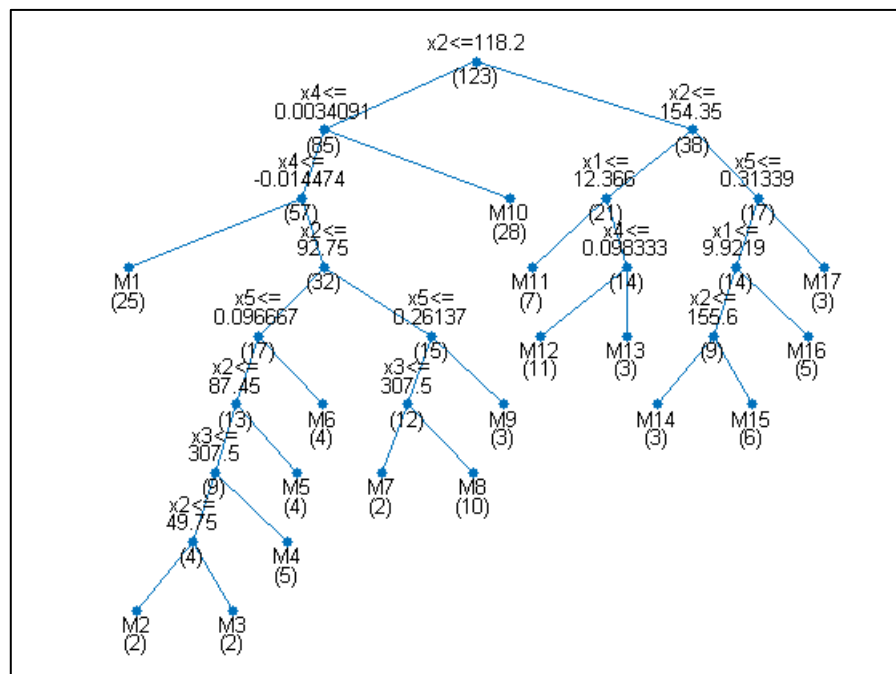 x2<=118.2
(123)
x4<=
0.0034091
(85)
x2<=
154.35
(38)
x4<=
-0.014474
(57)
M10
(28)
x1<=
12.366
(21)
x5<=
0.31339
(17)
M1
(25)
x2<=
92.75
(32)
M11
(7)
x4<=
0.098333
(14)
x1<=
9.9219
(14)
M17
(3)
x5<=
0.096667
(17)
x5<=
0.26137
(15)
M12
(11)
M13
(3)
x2<=
155.6
(9)
M16
(5)
x2<=
87.45
(13)
M6
(4)
x3<=
307.5
(12)
M9
(3)
M14
(3)
M15
(6)
x3<=
307.5
(9)
M5
(4)
M7
(2)
M8
(10)
x2<=
49.75
(4)
M4
(5)
M2
(2)
M3
(2)